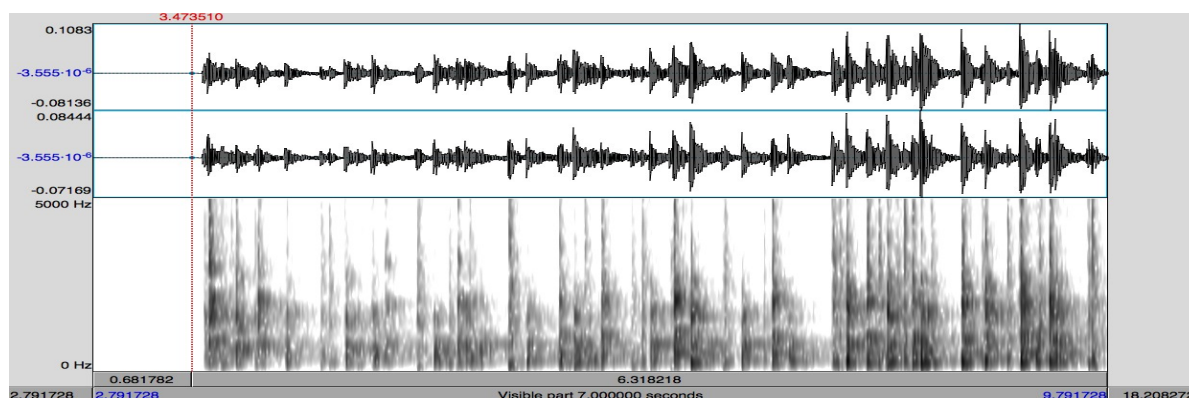 3.473510
0.1083
-3.555·10⁻⁶
-0.08136
0.08444
-3.555·10⁻⁶
-0.07169
5000 Hz
0 Hz
0.681782 6.318218
2.791728 2.791728 Visible part 7.000000 seconds 9.791728 18.208272